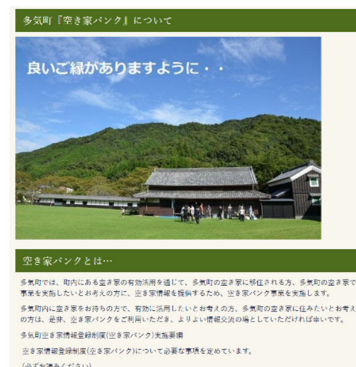 多気町『空き家バンク』について
良いご縁がありますように・・
空き家バンクとは…
多気町では、町内にある空き家の有効活用を通じて、多気町の空き家に移住される方、多気町の空き家で
事業を実施したいとお考えの方に、空き家情報を提供するため、空き家バンク事業を実施します。
多気町内に空き家をお持ちの方で、有効に活用したいとお考えの方、多気町の空き家に住みたいとお考え
の方は、是非、空き家バンクをご利用いただき、よりよい情報交流の場としていただければ幸いです。
多気町空き家情報登録制度(空き家バンク)実施要綱
空き家情報登録制度(空き家バンク)について必要な事項を定めています。
(必ずお読みください)